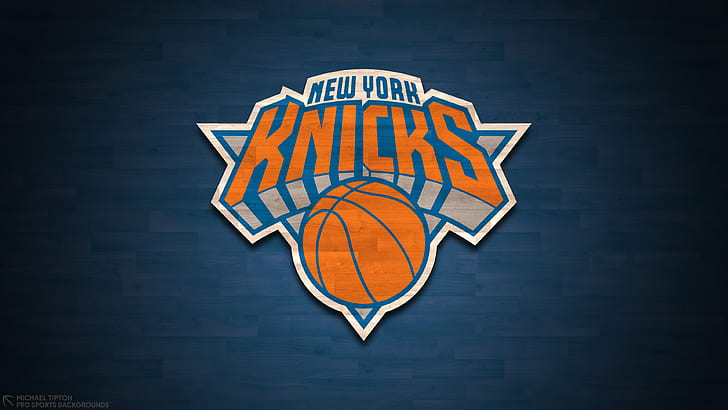 NEW YORK
KNICKS
MICHAEL TIPTON
PRO SPORTS BACKGROUNDS